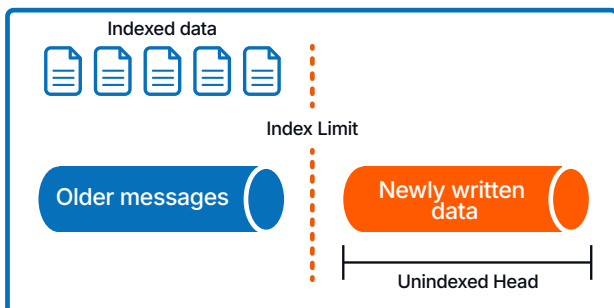 Indexed data
Index Limit
Older messages
Newly written
data
Unindexed Head